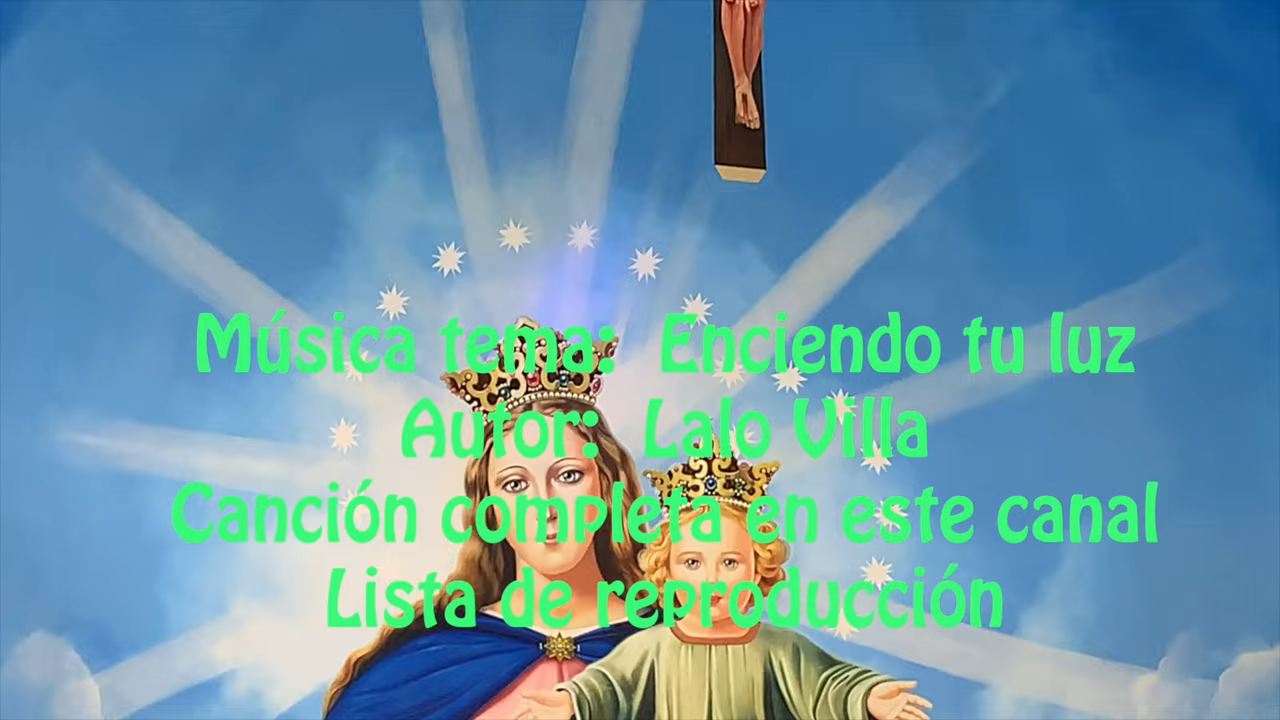 Música tema: Enciendo tu luz
Autor: Lalo Villa
Canción completa en este canal
Lista de reproducción